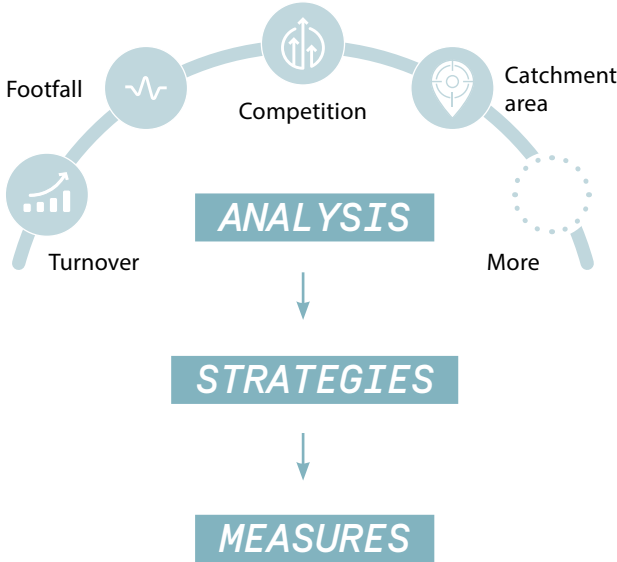 Footfall
Competition
Catchment
area
Turnover
More
ANALYSIS
STRATEGIES
MEASURES